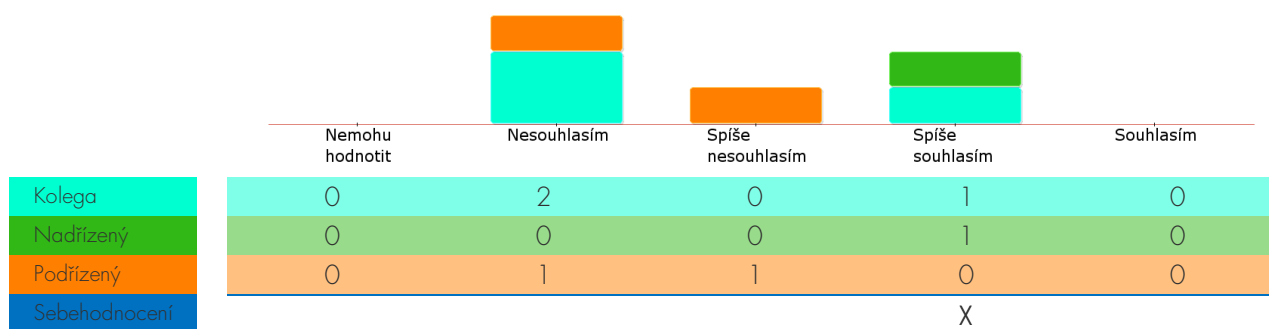 Nemohu hodnotit
Nesouhlasím
Spíše nesouhlasím
Spíše souhlasím
Souhlasím
Kolega 0 2 0 1 0
Nadřízený 0 0 0 1 0
Podřízený 0 1 1 0 0
Sebehodnocení X